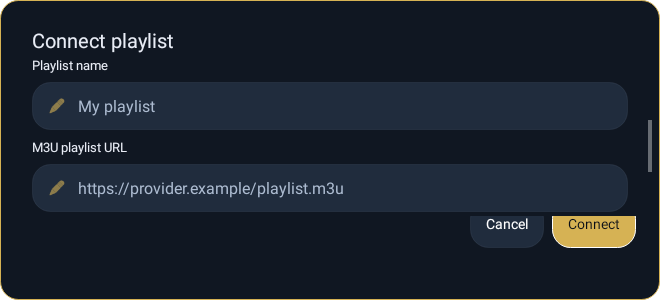 Connect playlist
Playlist name
My playlist
M3U playlist URL
https://provider.example/playlist.m3u
Cancel Connect